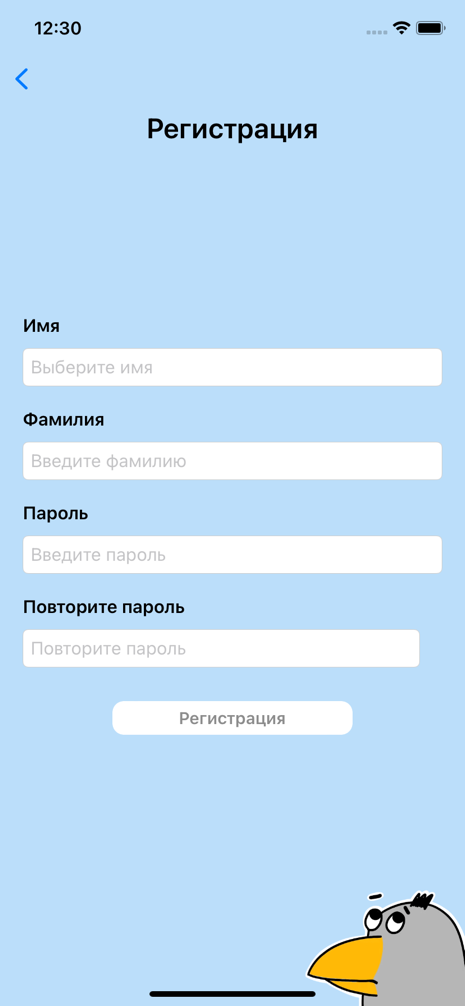 12:30
Регистрация
Имя
Выберите имя
Фамилия
Введите фамилию
Пароль
Введите пароль
Повторите пароль
Повторите пароль
Регистрация